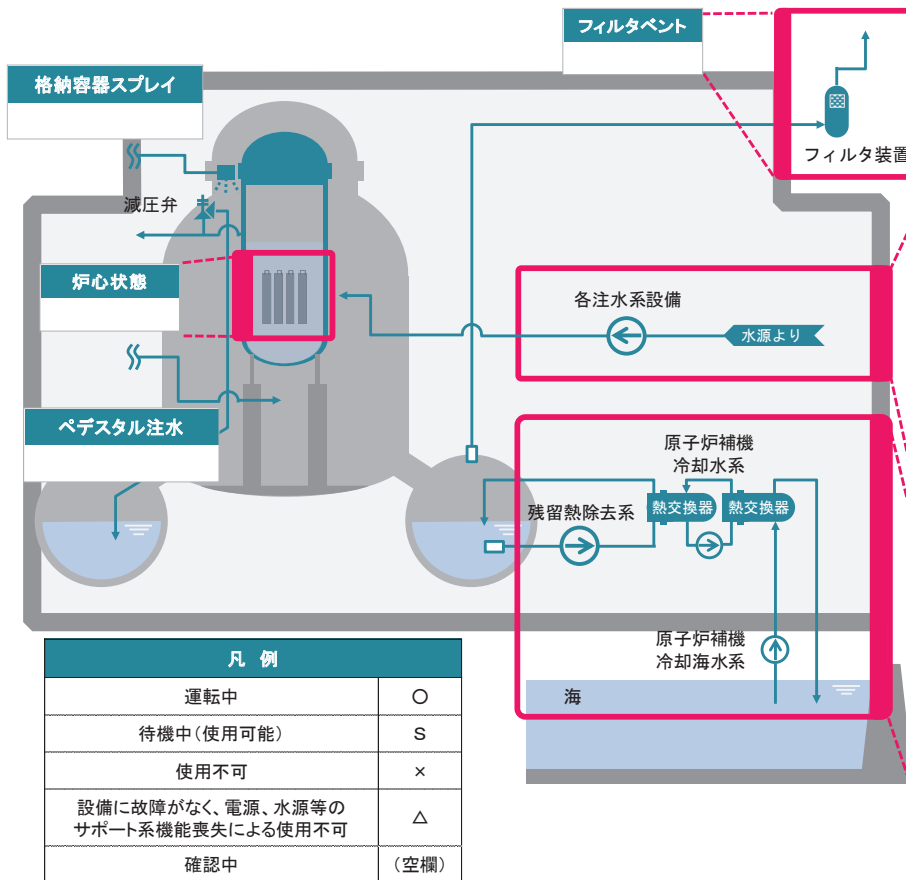 フィルタベント
格納容器スプレイ
フィルタ装置
減圧弁
炉心状態
各注水系設備
水源より
ペデスタル注水
原子炉補機
冷却水系
残留熱除去系
熱交換器
熱交換器
原子炉補機
冷却海水系
海
凡 例
運転中 ○
待機中(使用可能) S
使用不可 ×
設備に故障がなく、電源、水源等の
サポート系機能喪失による使用不可 △
確認中 (空欄)